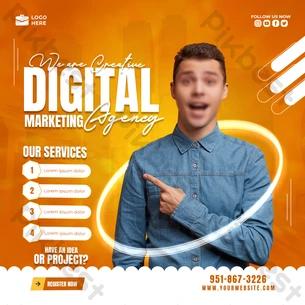 LOGO
HERE
FOLLOW US NOW
We are Creative
DIGITAL
MARKETING Agency
OUR SERVICES
1 Lorem Ipsum dolor
2 Lorem Ipsum dolor
3 Lorem Ipsum dolor
4 Lorem Ipsum dolor
HAVE AN IDEA
OR PROJECT?
REGISTER NOW
951-867-3226
WWW.YOURWEBSITE.COM